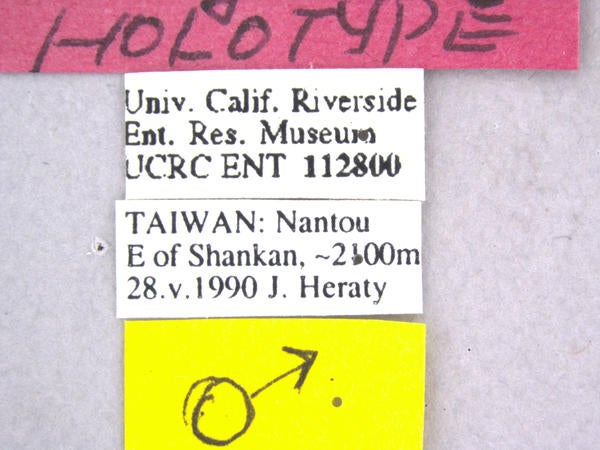 HOLOTYPE
Univ. Calif. Riverside
Ent. Res. Museum
UCRC ENT 112800
TAIWAN: Nantou
E of Shankan, ~2100m
28.v.1990 J. Heraty
♂